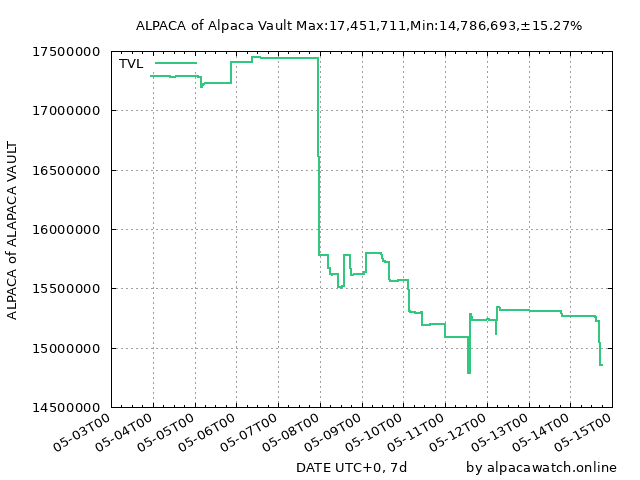 ALPACA of Alpaca Vault Max:17,451,711,Min:14,786,693,±15.27%
TVL
ALPACA of ALAPACA VAULT
17500000
17000000
16500000
16000000
15500000
15000000
14500000
05-03T00
05-04T00
05-05T00
05-06T00
05-07T00
05-08T00
05-09T00
05-10T00
05-11T00
05-12T00
05-13T00
05-14T00
05-15T00
DATE UTC+0, 7d
by alpacawatch.online